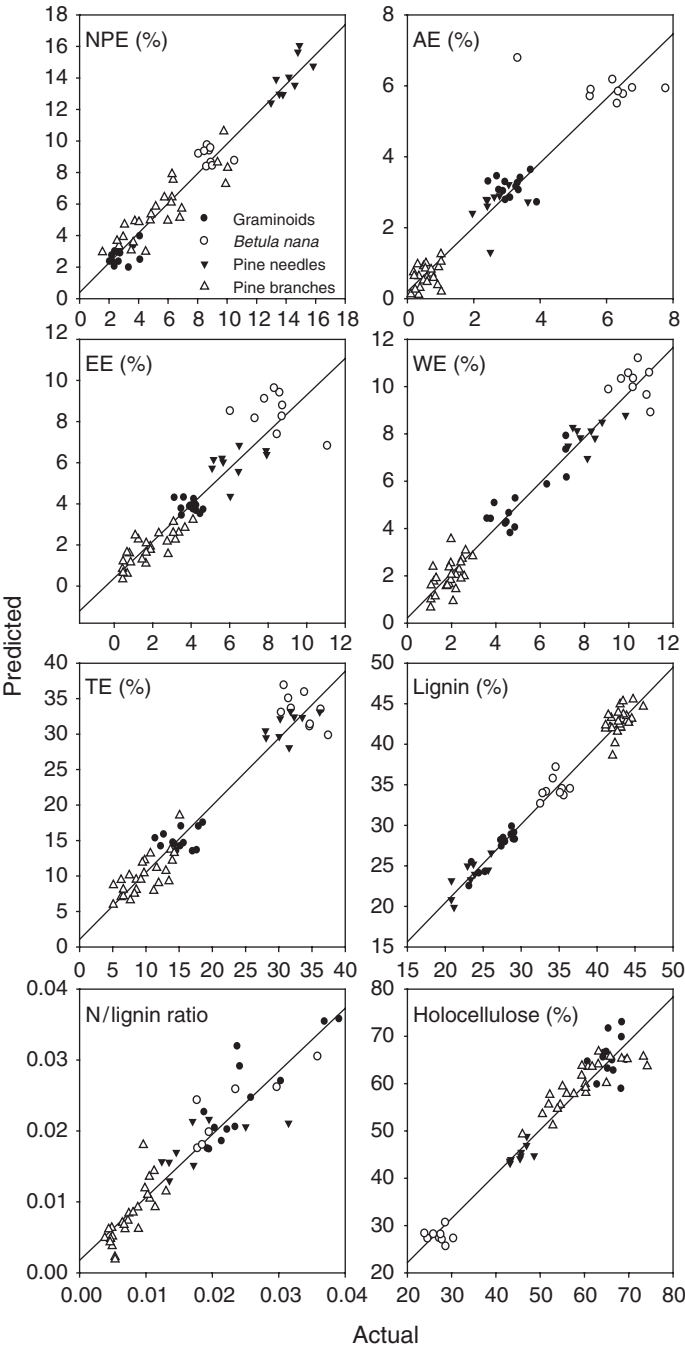 NPE (%)
18
16
14
12
10
8
6
4
2
0
0 2 4 6 8 10 12 14 16 18
Graminoids
Betula nana
Pine needles
Pine branches
AE (%)
8
6
4
2
0
0 2 4 6 8
EE (%)
12
10
8
6
4
2
0
0 2 4 6 8 10 12
WE (%)
12
10
8
6
4
2
0
0 2 4 6 8 10 12
Predicted
TE (%)
40
35
30
25
20
15
10
5
0
0 5 10 15 20 25 30 35 40
Lignin (%)
50
45
40
35
30
25
20
15
15 20 25 30 35 40 45 50
N/lignin ratio
0.04
0.03
0.02
0.01
0.00
0.00 0.01 0.02 0.03 0.04
Holocellulose (%)
80
70
60
50
40
30
20
20 30 40 50 60 70 80
Actual